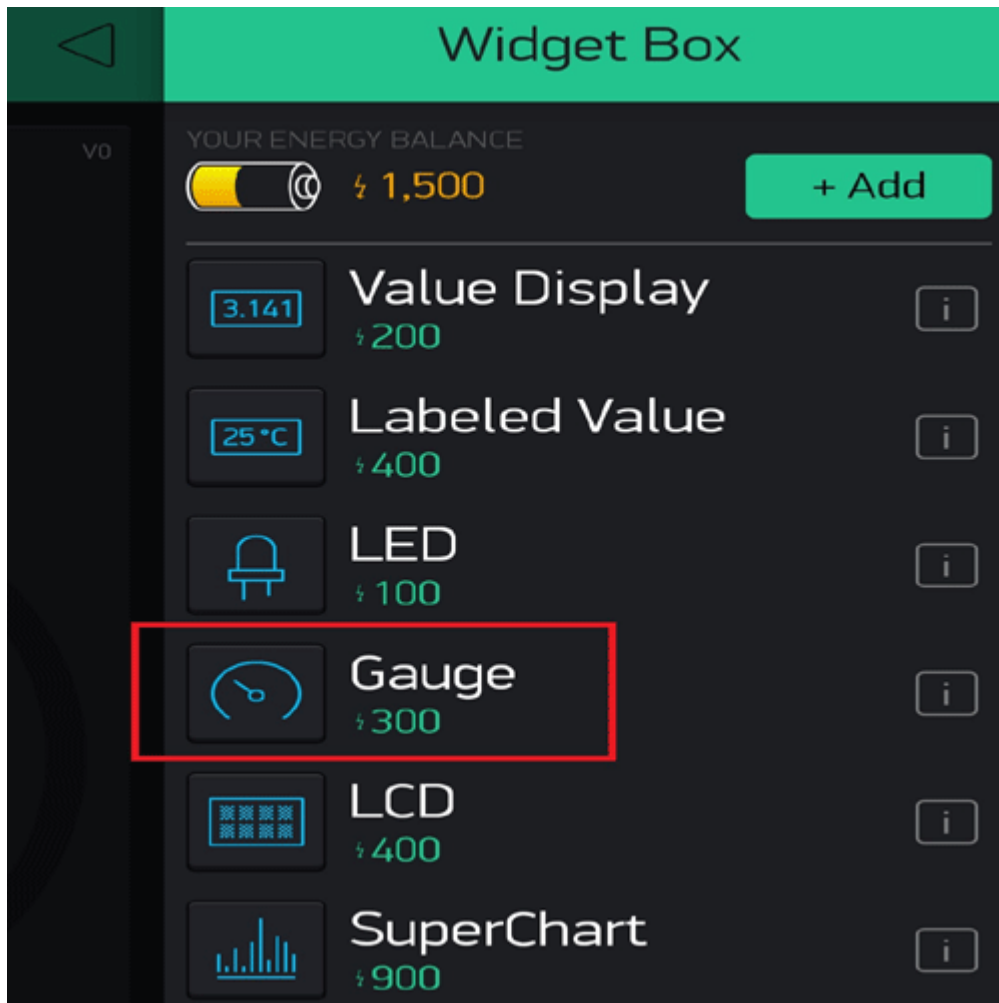 Widget Box
V0
YOUR ENERGY BALANCE
1,500
+ Add
3.141
Value Display
200
i
25°C
Labeled Value
400
i
LED
100
i
Gauge
300
i
LCD
400
i
SuperChart
900
i